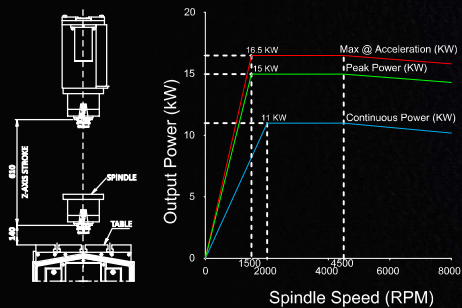 610
Z-AXIS STROKE
140
SPINDLE
TABLE
Output Power (kW)
20
15
10
5
0
16.5 KW
15 KW
11 KW
Max @ Acceleration (KW)
Peak Power (KW)
Continuous Power (KW)
0
1500
2000
4000
4500
6000
8000
Spindle Speed (RPM)